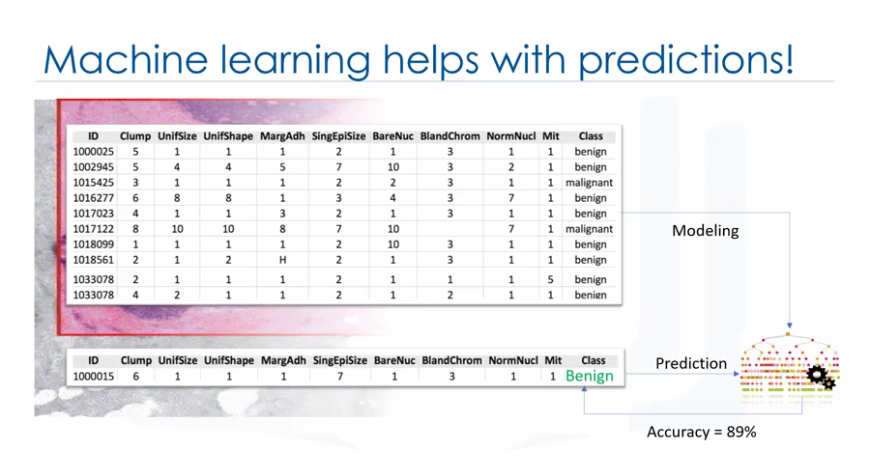 Machine learning helps with predictions!
ID Clump UnifSize UnifShape MargAdh SingEpiSize BareNuc BlandChrom NormNucl Mit Class
1000025 5 1 1 1 2 1 3 1 1 benign
1002945 5 4 4 5 7 10 3 2 1 benign
1015425 3 1 1 1 2 2 3 1 1 malignant
1016277 6 8 8 1 3 4 3 7 1 benign
1017023 4 1 1 3 2 1 3 1 1 benign
1017122 8 10 10 8 7 10 7 1 malignant
1018099 1 1 1 1 2 10 3 1 1 benign
1018561 2 1 2 H 2 1 3 1 1 benign
1033078 2 1 1 1 2 1 1 1 5 benign
1033078 4 2 1 1 2 1 2 1 1 benign
Modeling
ID Clump UnifSize UnifShape MargAdh SingEpiSize BareNuc BlandChrom NormNucl Mit Class
1000015 6 1 1 1 7 1 3 1 1 Benign
Prediction
Accuracy = 89%